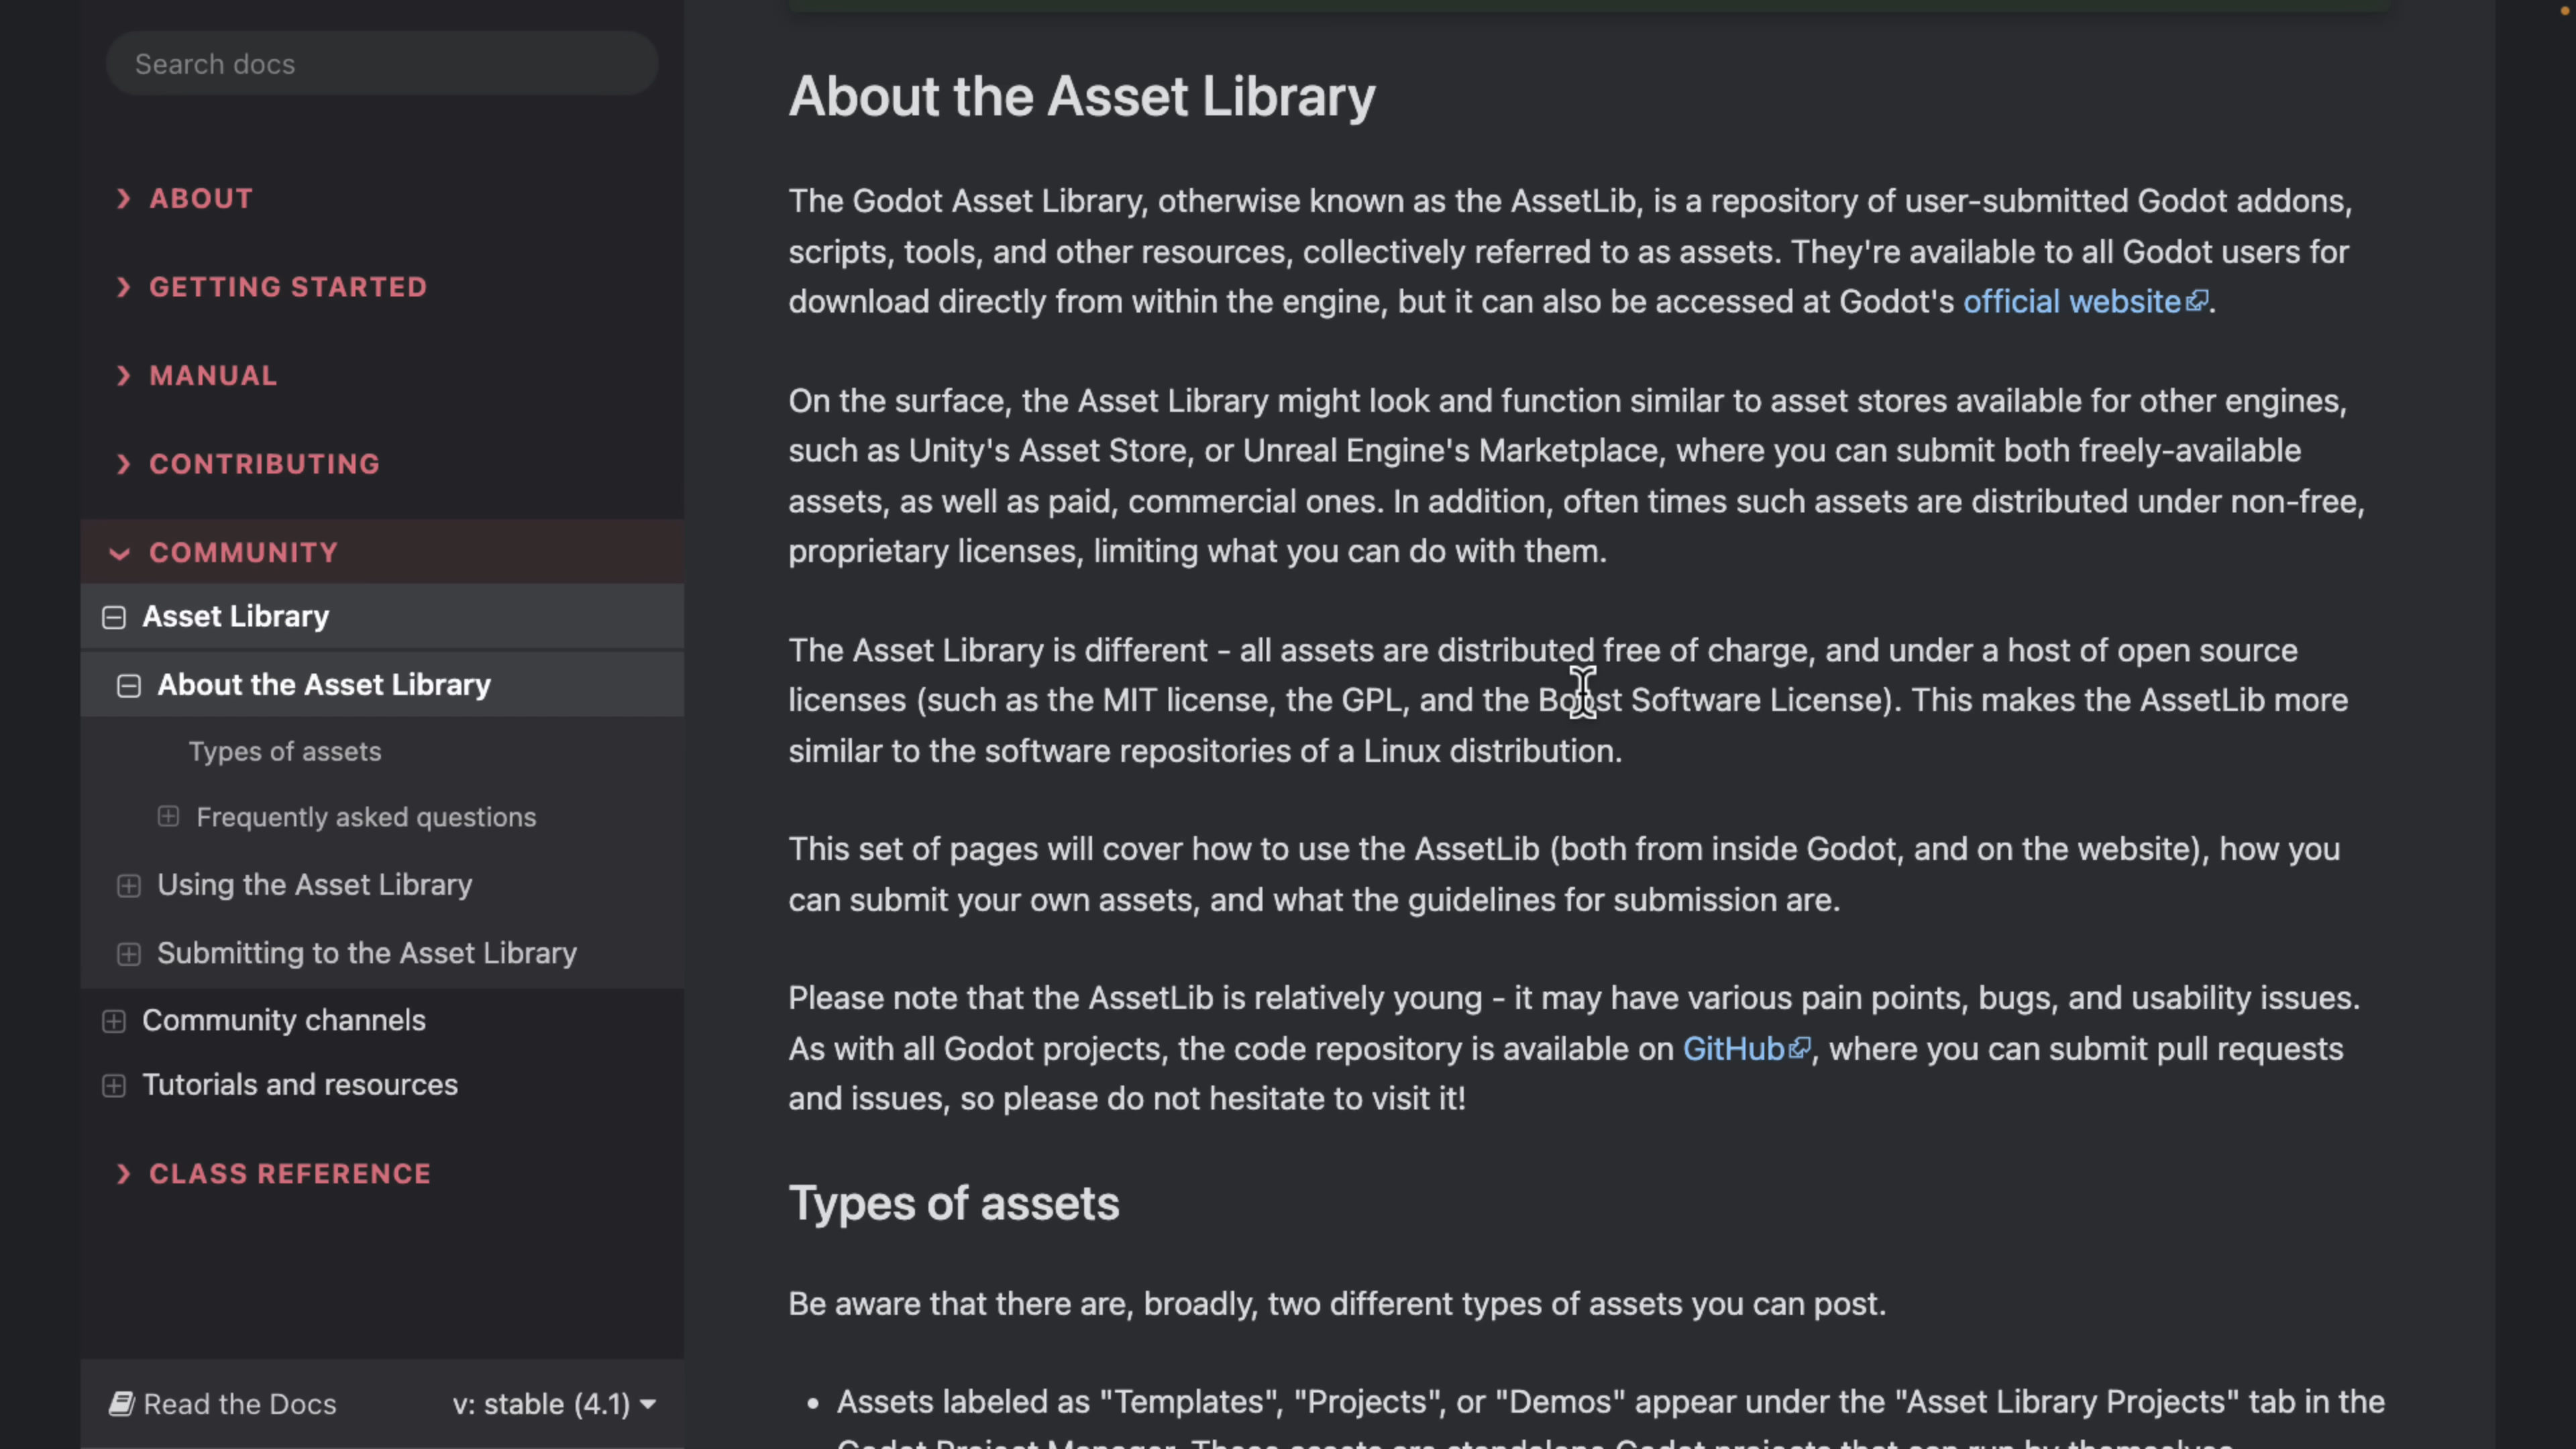 Search docs
ABOUT
GETTING STARTED
MANUAL
CONTRIBUTING
COMMUNITY
Asset Library
About the Asset Library
Types of assets
Frequently asked questions
Using the Asset Library
Submitting to the Asset Library
Community channels
Tutorials and resources
CLASS REFERENCE
Read the Docs
v: stable (4.1)
About the Asset Library
The Godot Asset Library, otherwise known as the AssetLib, is a repository of user-submitted Godot addons,
scripts, tools, and other resources, collectively referred to as assets. They're available to all Godot users for
download directly from within the engine, but it can also be accessed at Godot's official website.
On the surface, the Asset Library might look and function similar to asset stores available for other engines,
such as Unity's Asset Store, or Unreal Engine's Marketplace, where you can submit both freely-available
assets, as well as paid, commercial ones. In addition, often times such assets are distributed under non-free,
proprietary licenses, limiting what you can do with them.
The Asset Library is different - all assets are distributed free of charge, and under a host of open source
licenses (such as the MIT license, the GPL, and the Boost Software License). This makes the AssetLib more
similar to the software repositories of a Linux distribution.
This set of pages will cover how to use the AssetLib (both from inside Godot, and on the website), how you
can submit your own assets, and what the guidelines for submission are.
Please note that the AssetLib is relatively young - it may have various pain points, bugs, and usability issues.
As with all Godot projects, the code repository is available on GitHub, where you can submit pull requests
and issues, so please do not hesitate to visit it!
Types of assets
Be aware that there are, broadly, two different types of assets you can post.
• Assets labeled as "Templates", "Projects", or "Demos" appear under the "Asset Library Projects" tab in the
Godot Project Manager. These assets are standalone Godot projects that can run by themselves.